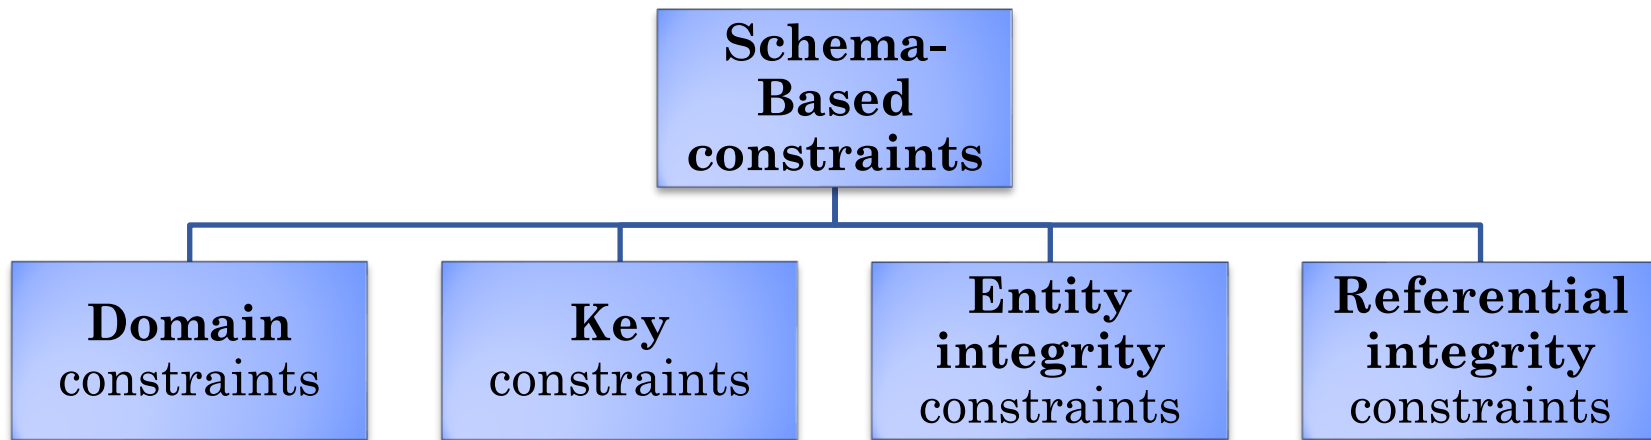 Schema-
Based
constraints
Domain
constraints
Key
constraints
Entity
integrity
constraints
Referential
integrity
constraints